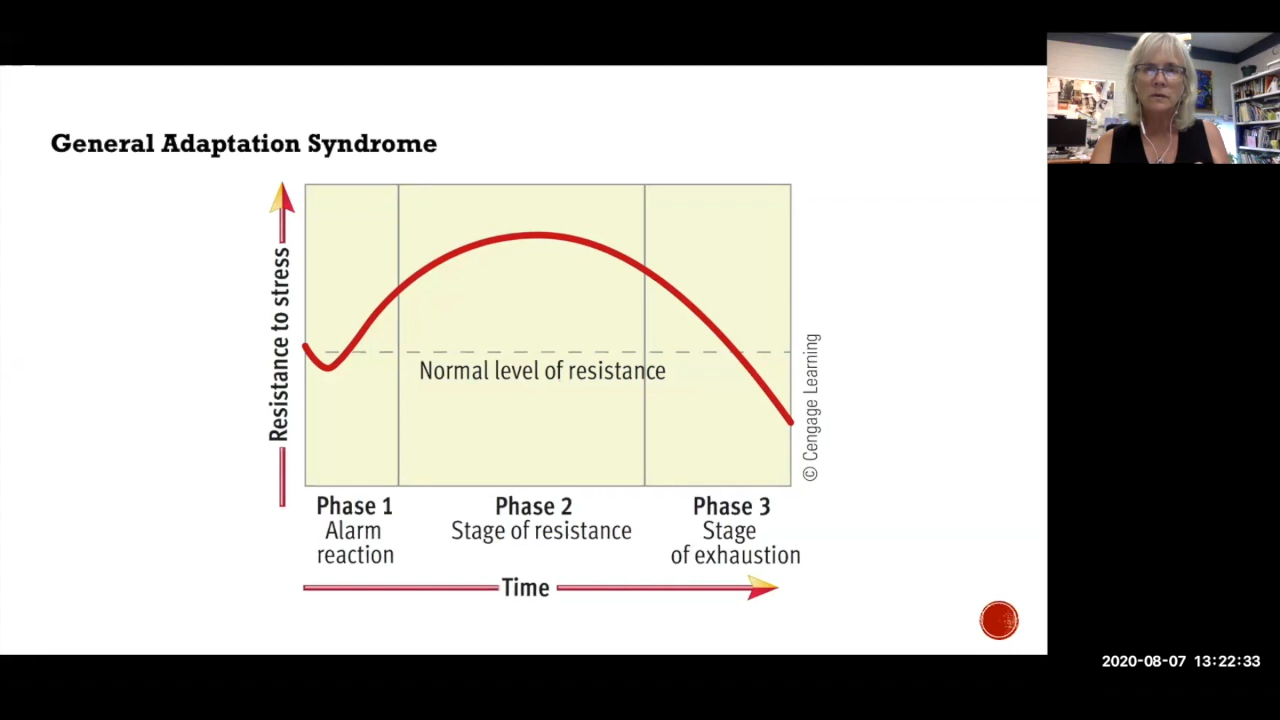 General Adaptation Syndrome
Resistance to stress
Normal level of resistance
© Cengage Learning
Phase 1
Alarm
reaction
Phase 2
Stage of resistance
Phase 3
Stage
of exhaustion
Time
2020-08-07 13:22:33